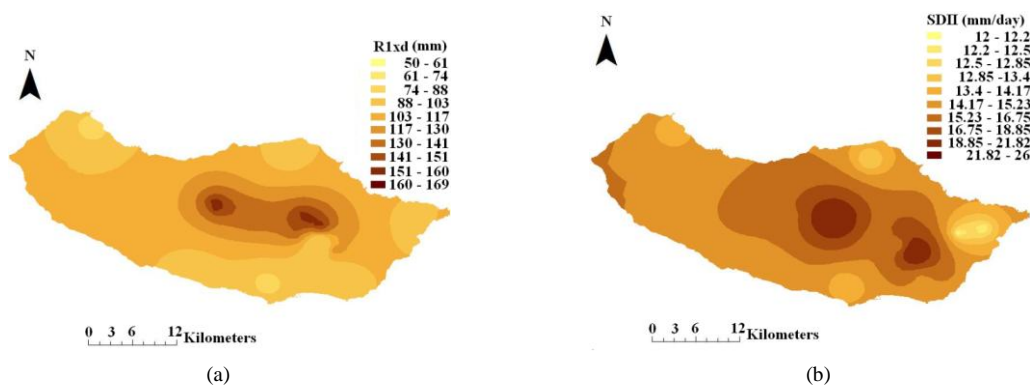 R1xd (mm)
N
50 - 61
61 - 74
74 - 88
88 - 103
103 - 117
117 - 130
130 - 141
141 - 151
151 - 160
160 - 169
0 3 6 12 Kilometers
(a)
SDII (mm/day)
N
12 - 12.2
12.2 - 12.5
12.5 - 12.85
12.85 - 13.4
13.4 - 14.17
14.17 - 15.23
15.23 - 16.75
16.75 - 18.85
18.85 - 21.82
21.82 - 26
0 3 6 12 Kilometers
(b)